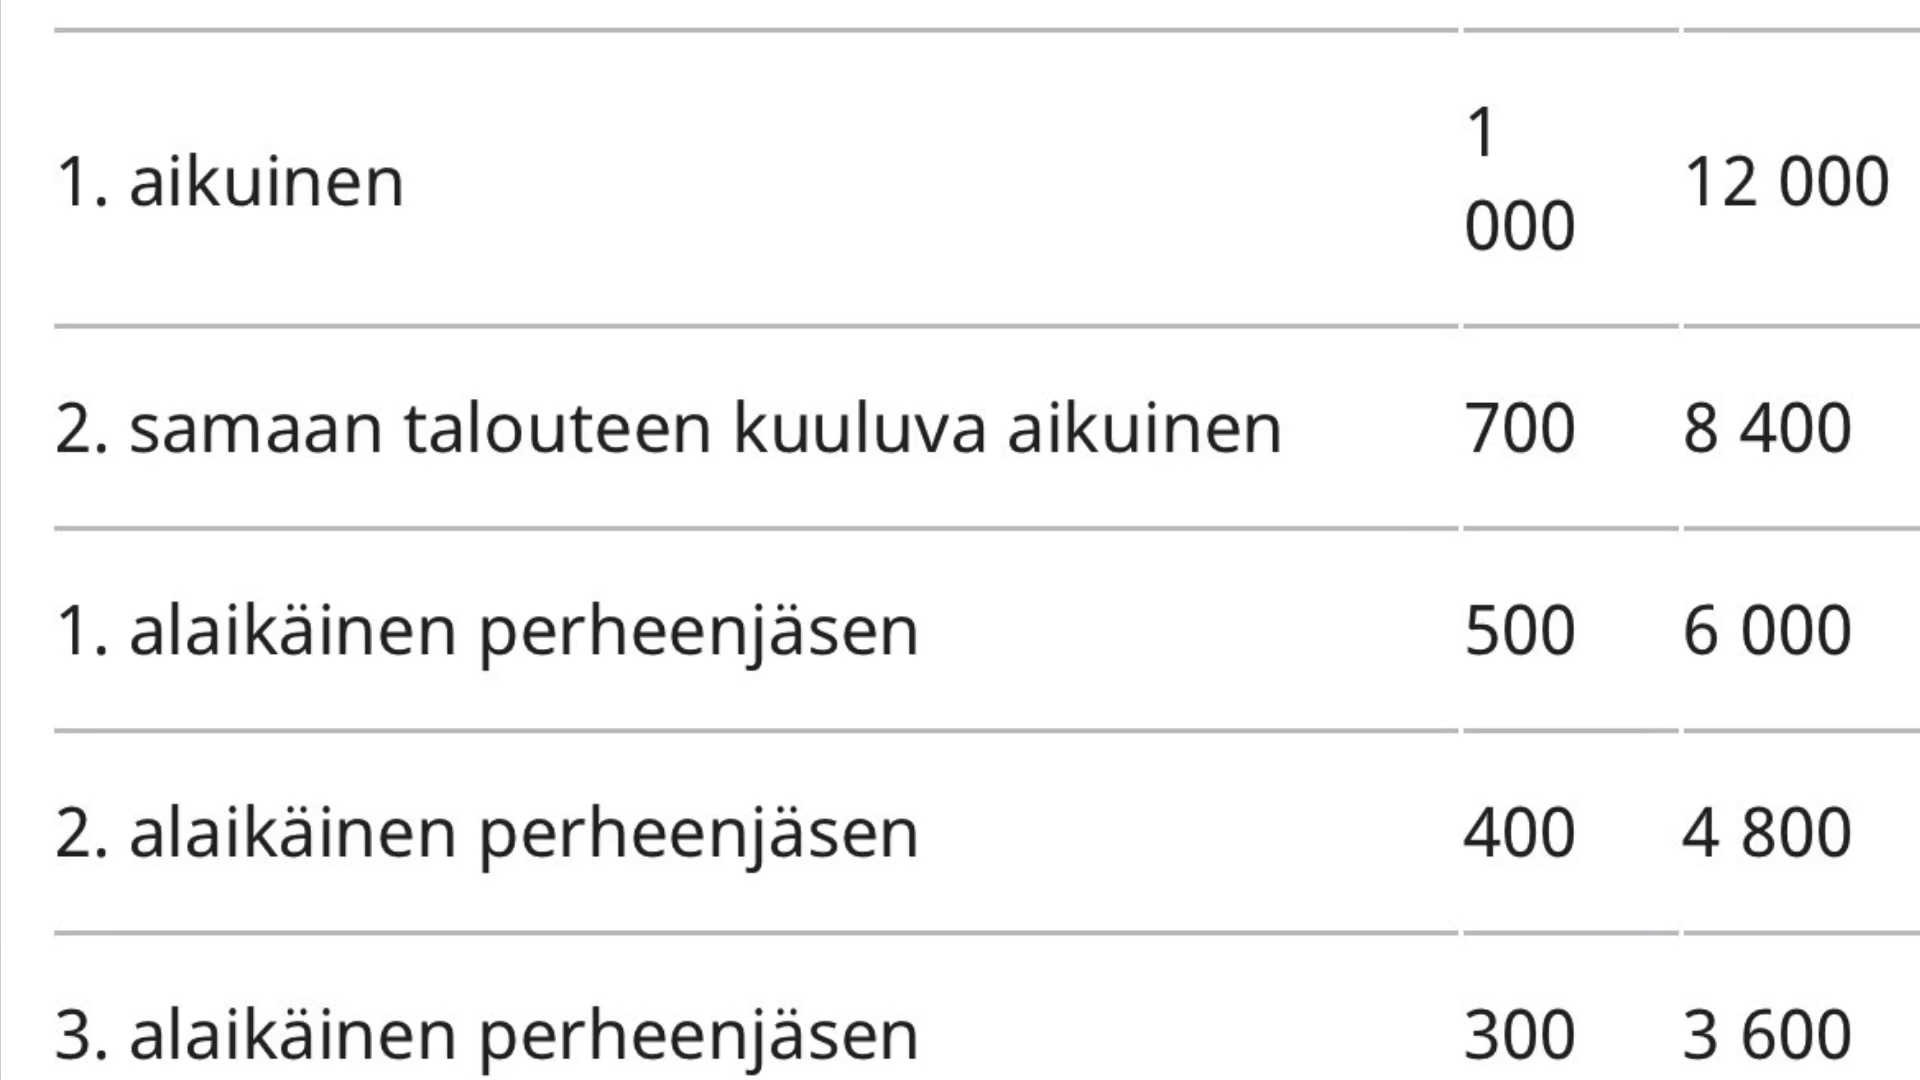 1. aikuinen 1 000 12 000
2. samaan talouteen kuuluva aikuinen 700 8 400
1. alaikäinen perheenjäsen 500 6 000
2. alaikäinen perheenjäsen 400 4 800
3. alaikäinen perheenjäsen 300 3 600